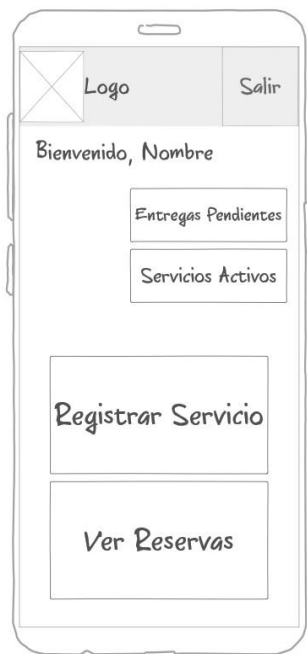 Logo
Salir
Bienvenido, Nombre
Entregas Pendientes
Servicios Activos
Registrar Servicio
Ver Reservas